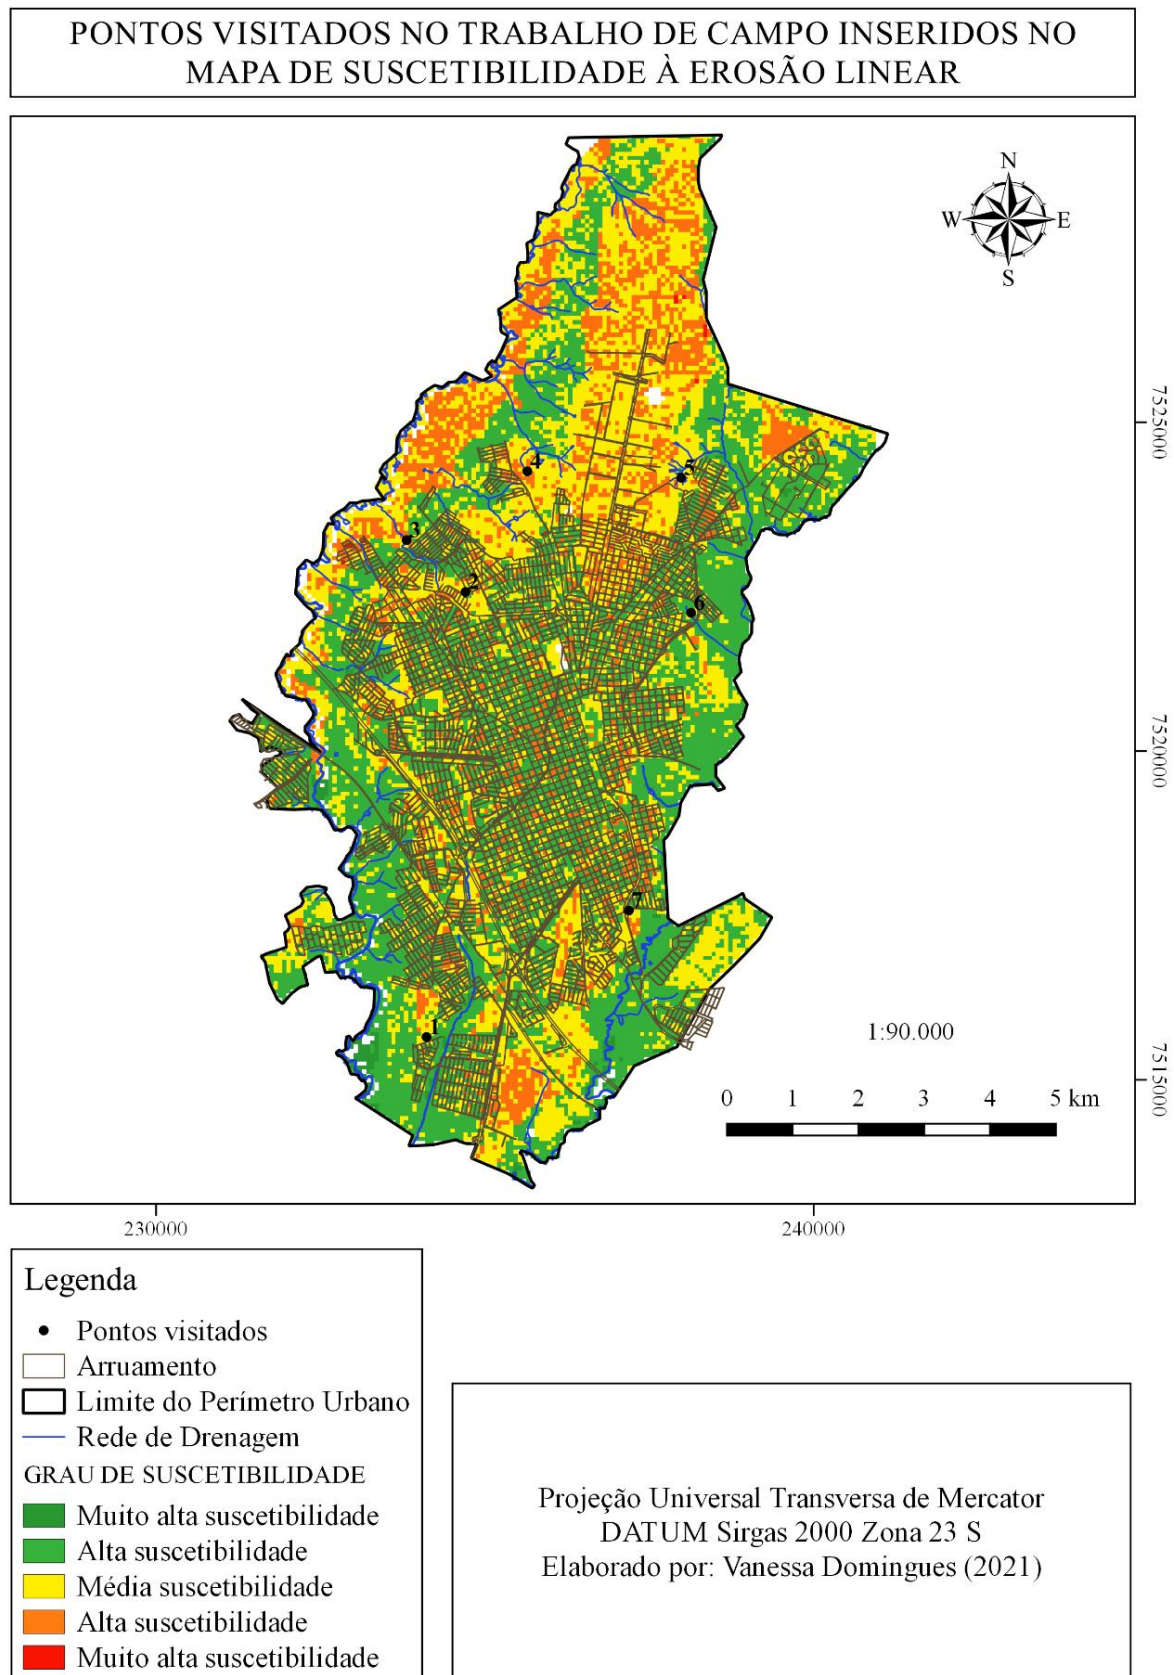 PONTOS VISITADOS NO TRABALHO DE CAMPO INSERIDOS NO
MAPA DE SUSCETIBILIDADE À EROSÃO LINEAR
N
W
E
S
7525000
4
5
3
2
6
7520000
7
1
1:90.000
7515000
0 1 2 3 4 5 km
230000
240000
Legenda
Pontos visitados
Arruamento
Limite do Perímetro Urbano
Rede de Drenagem
GRAU DE SUSCETIBILIDADE
Muito alta suscetibilidade
Alta suscetibilidade
Média suscetibilidade
Alta suscetibilidade
Muito alta suscetibilidade
Projeção Universal Transversa de Mercator
DATUM Sirgas 2000 Zona 23 S
Elaborado por: Vanessa Domingues (2021)